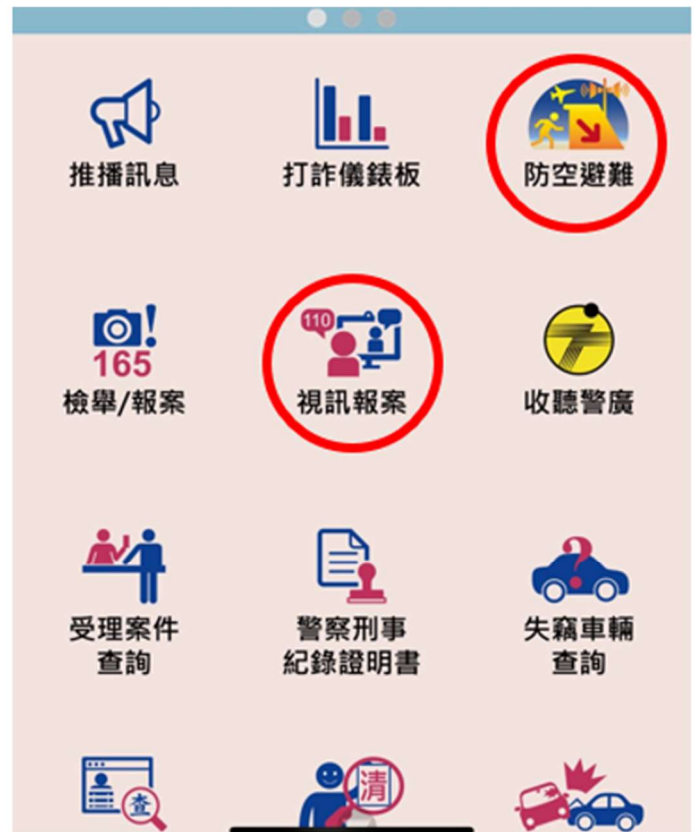 推播訊息
打詐儀錶板
防空避難
165
檢舉/報案
110
視訊報案
收聽警廣
受理案件
查詢
警察刑事
紀錄證明書
失竊車輛
查詢
查
清